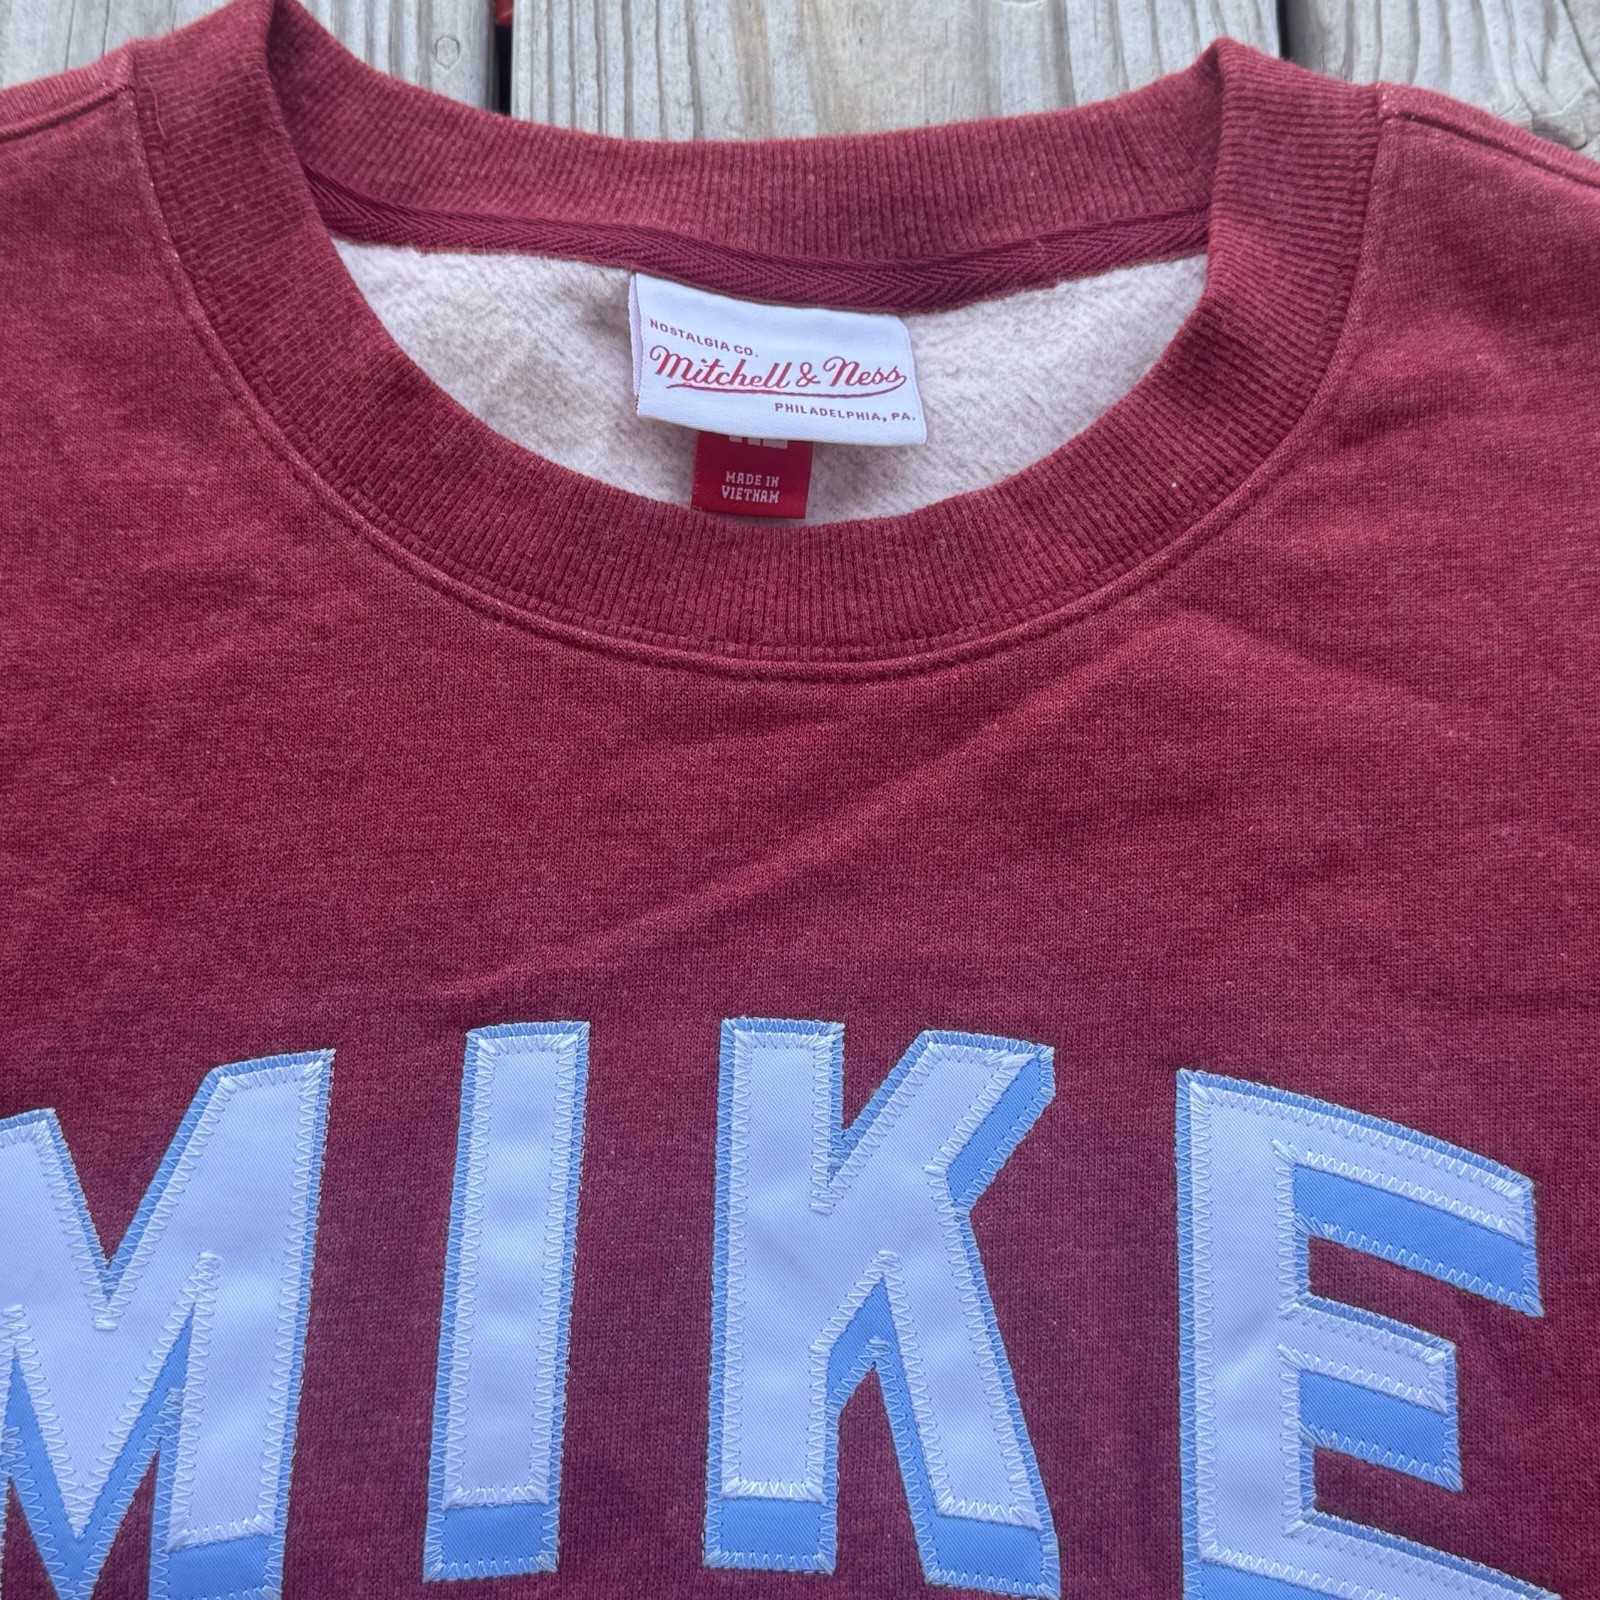 NOSTALGIA CO.
Mitchell & Ness
PHILADELPHIA, PA.
MADE IN
VIETNAM
MIKE